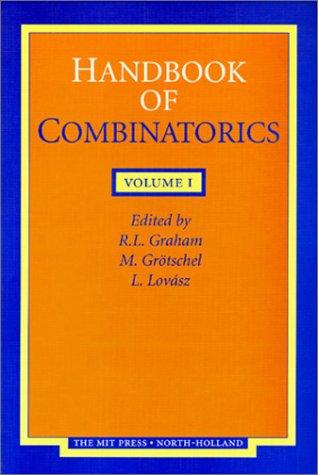 HANDBOOK
OF
COMBINATORICS
VOLUME I
Edited by
R.L. Graham
M. Grötschel
L. Lovász
THE MIT PRESS • NORTH-HOLLAND